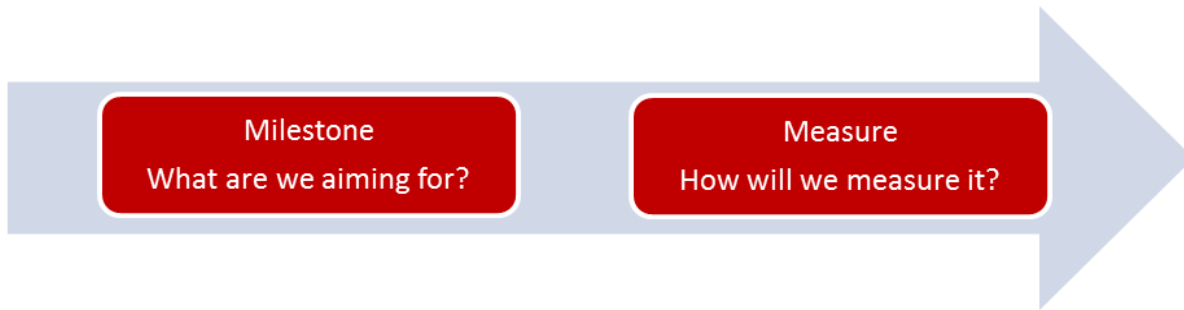 Milestone
What are we aiming for?
Measure
How will we measure it?